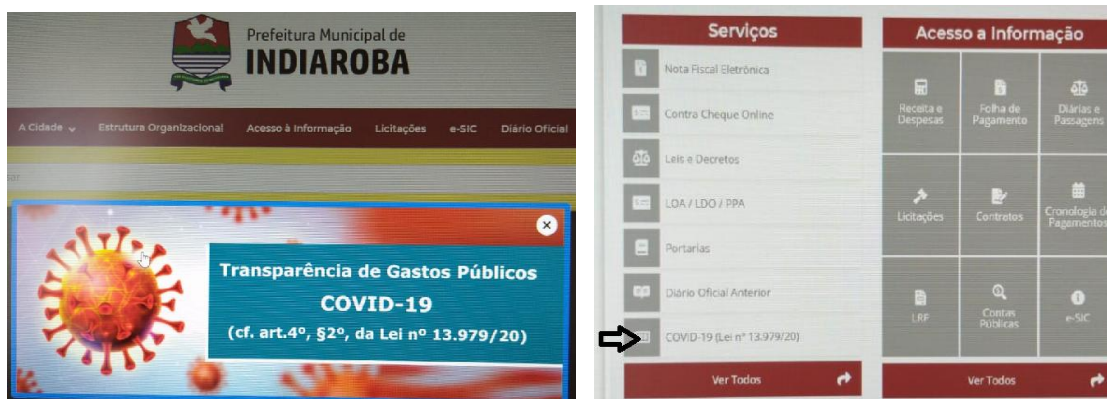 Prefeitura Municipal de
INDIAROBA
A Cidade
Estrutura Organizacional
Acesso à Informação
Licitações
e-SIC
Diário Oficial
Transparência de Gastos Públicos
COVID-19
(cf. art.4º, §2º, da Lei nº 13.979/20)
Serviços
Nota Fiscal Eletrônica
Contra Cheque Online
Leis e Decretos
LOA / LDO / PPA
Portarias
Diário Oficial Anterior
COVID-19 (Lei nº 13.979/20)
Ver Todos
Acesso a Informação
Receita e
Despesas
Folha de
Pagamento
Diárias e
Passagens
Licitações
Contratos
Cronologia d
Pagamentos
LRF
Contas
Públicas
e-SIC
Ver Todos